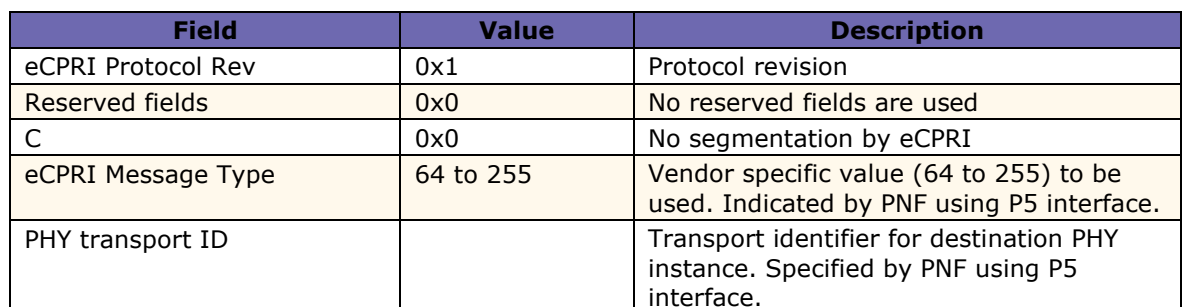 Field Value Description
eCPRI Protocol Rev 0x1 Protocol revision
Reserved fields 0x0 No reserved fields are used
C 0x0 No segmentation by eCPRI
eCPRI Message Type 64 to 255 Vendor specific value (64 to 255) to be
used. Indicated by PNF using P5 interface.
PHY transport ID Transport identifier for destination PHY
instance. Specified by PNF using P5
interface.